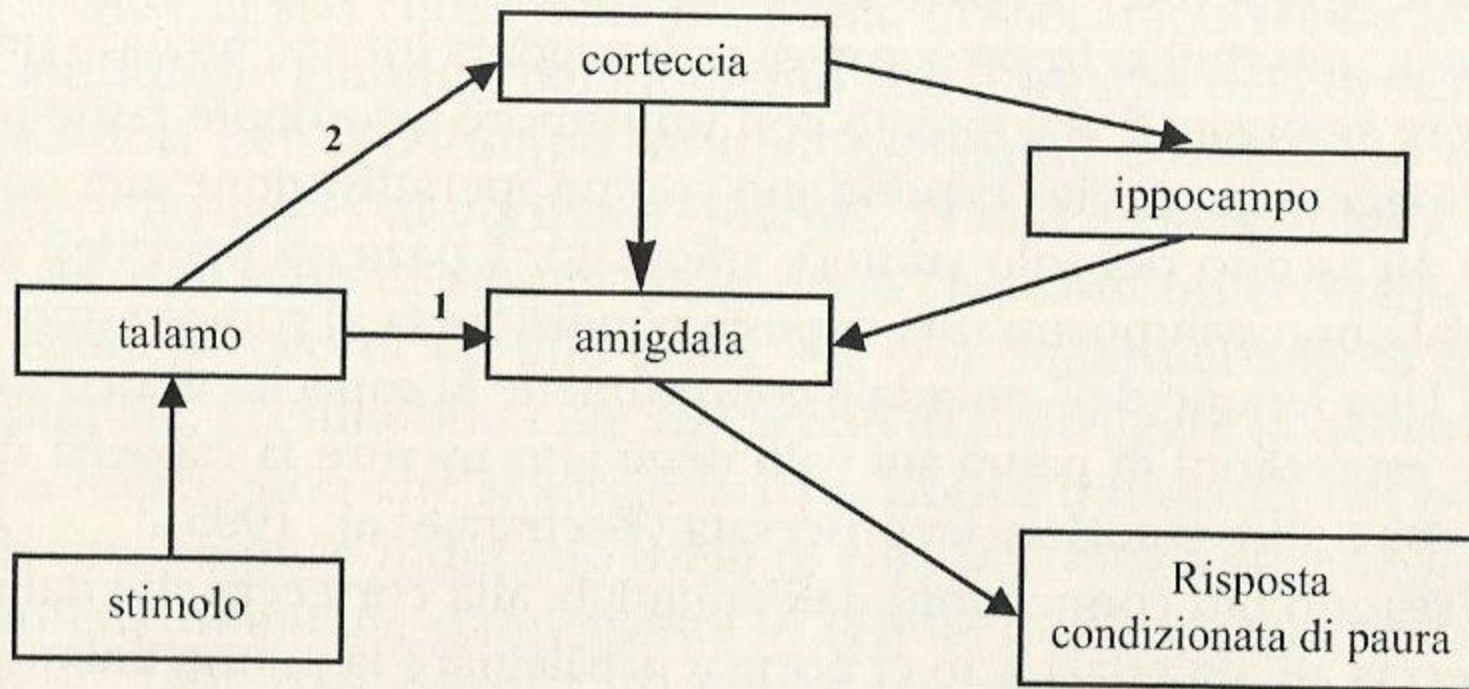 corteccia
2
ippocampo
1
talamo
amigdala
stimolo
Risposta
condizionata di paura